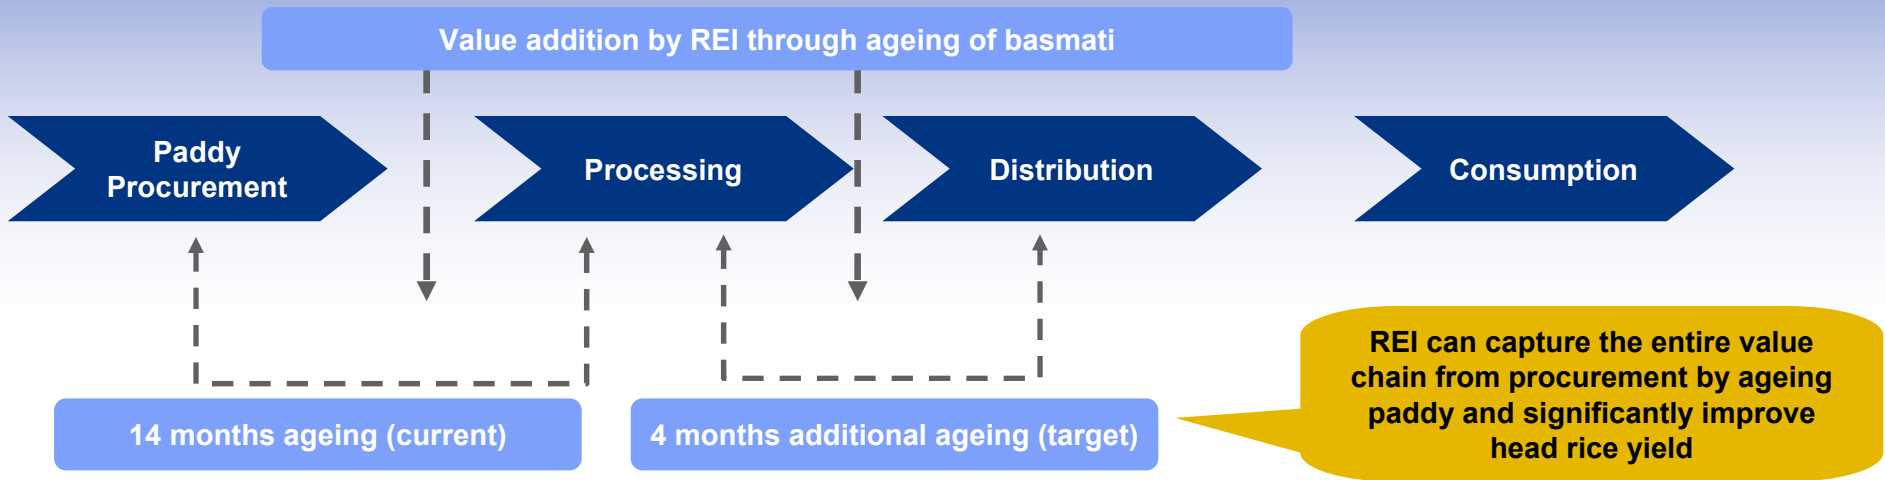 Value addition by REI through ageing of basmati
Paddy
Procurement
Processing
Distribution
Consumption
14 months ageing (current)
4 months additional ageing (target)
REI can capture the entire value
chain from procurement by ageing
paddy and significantly improve
head rice yield